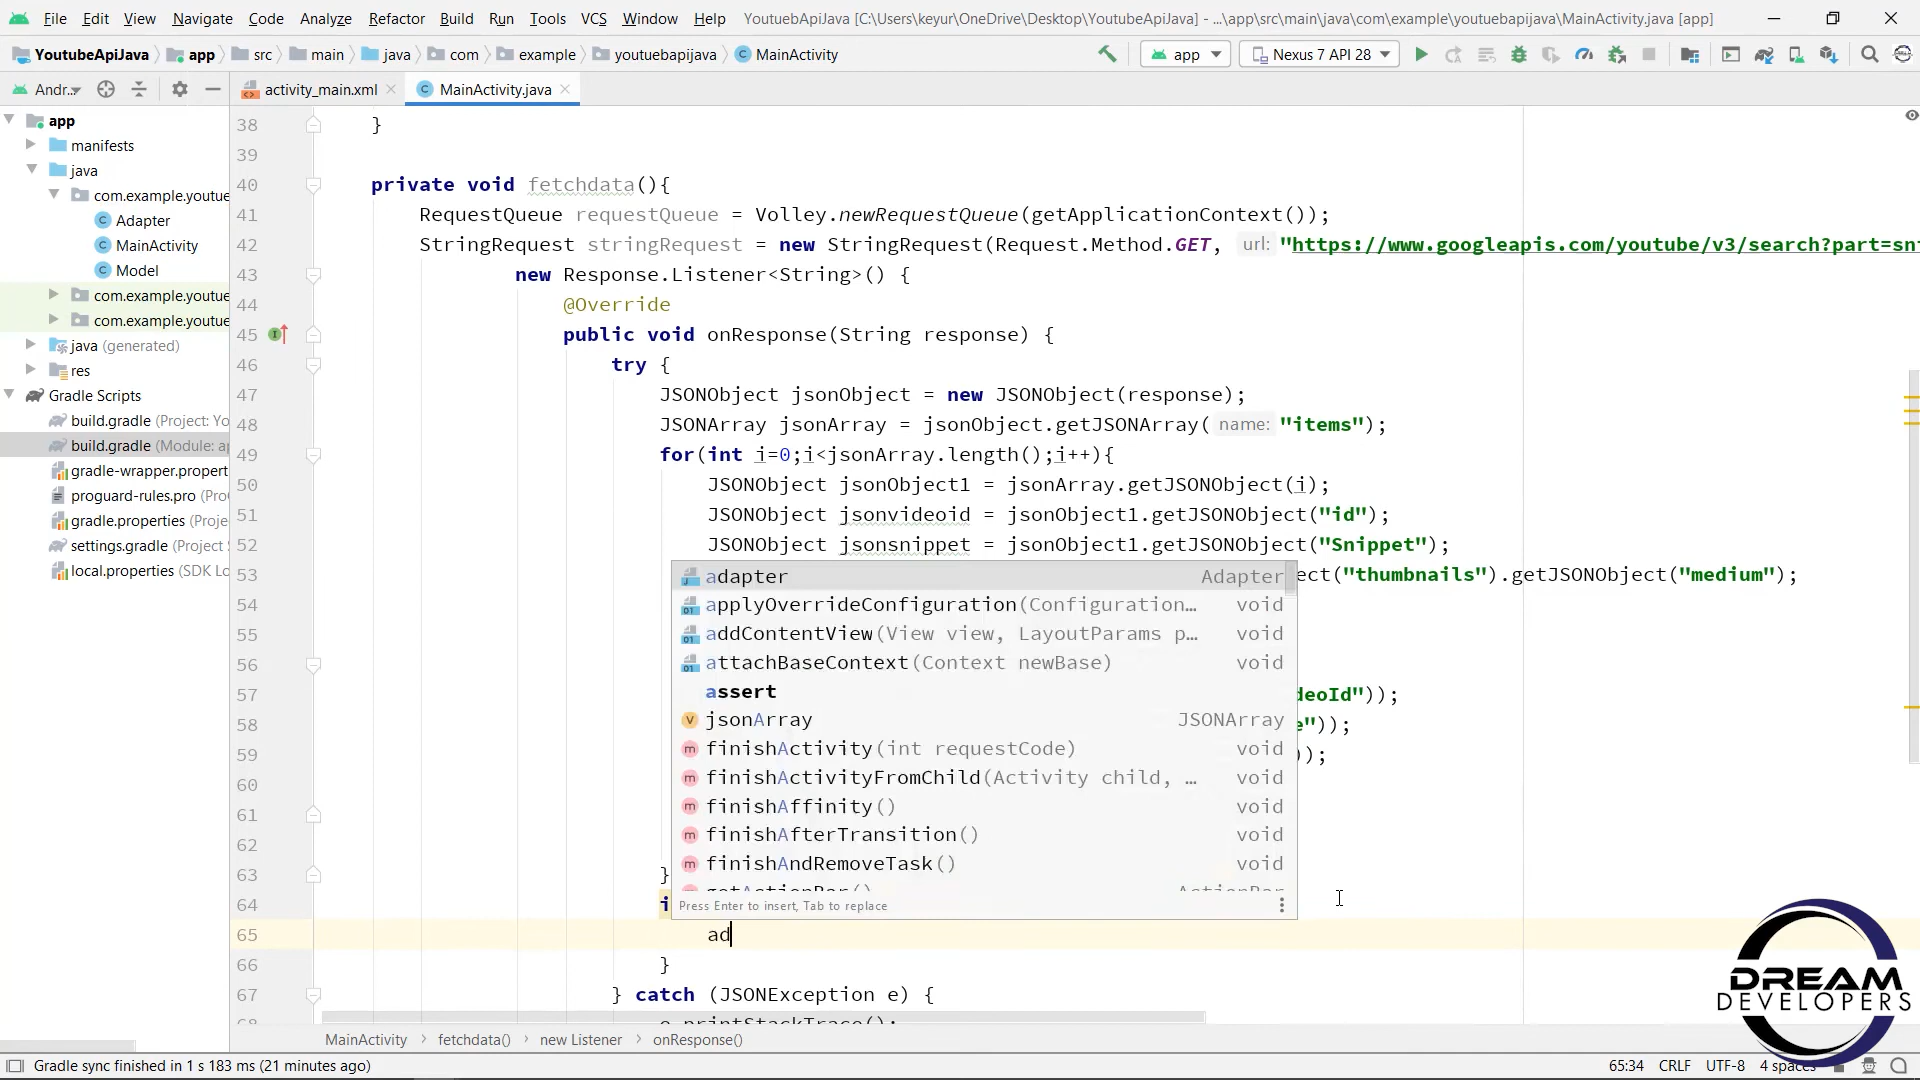 File Edit View Navigate Code Analyze Refactor Build Run Tools VCS Window Help YoutuebApiJava [C:\Users\keyur\OneDrive\Desktop\YoutubeApiJava] - ...\app\src\main\java\com\example\youtuebapijava\MainActivity.java [app]
YoutubeApiJava app src main java com example youtuebapijava MainActivity app Nexus 7 API 28
Andr.. activity_main.xml MainActivity.java
app
manifests
java
com.example.youtue
Adapter
MainActivity
Model
com.example.youtue
com.example.youtue
java (generated)
res
Gradle Scripts
build.gradle (Project: Yo
build.gradle (Module: ap
gradle-wrapper.propert
proguard-rules.pro (Pro
gradle.properties (Proje
settings.gradle (Project S
local.properties (SDK Lo
38 }
39
40 private void fetchdata(){
41 RequestQueue requestQueue = Volley.newRequestQueue(getApplicationContext());
42 StringRequest stringRequest = new StringRequest(Request.Method.GET, url: "https://www.googleapis.com/youtube/v3/search?part=sn
43 new Response.Listener<String>() {
44 @Override
45 public void onResponse(String response) {
46 try {
47 JSONObject jsonObject = new JSONObject(response);
48 JSONArray jsonArray = jsonObject.getJSONArray( name: "items");
49 for(int i=0;i<jsonArray.length();i++){
50 JSONObject jsonObject1 = jsonArray.getJSONObject(i);
51 JSONObject jsonvideoid = jsonObject1.getJSONObject("id");
52 JSONObject jsonsnippet = jsonObject1.getJSONObject("Snippet");
53 ect("thumbnails").getJSONObject("medium");
54
55
56
57 deoId"));
58 e"));
59 ));
60
61
62
63 }
64 i
65 ad
66 }
67 } catch (JSONException e) {
68 e.printStackTrace();
adapter Adapter
applyOverrideConfiguration(Configuration… void
addContentView(View view, LayoutParams p… void
attachBaseContext(Context newBase) void
assert
jsonArray JSONArray
finishActivity(int requestCode) void
finishActivityFromChild(Activity child, … void
finishAffinity() void
finishAfterTransition() void
finishAndRemoveTask() void
getActionBar() ActionBar
Press Enter to insert, Tab to replace
MainActivity fetchdata() new Listener onResponse()
Gradle sync finished in 1 s 183 ms (21 minutes ago) 65:34 CRLF UTF-8 4 spaces
DREAM
DEVELOPERS